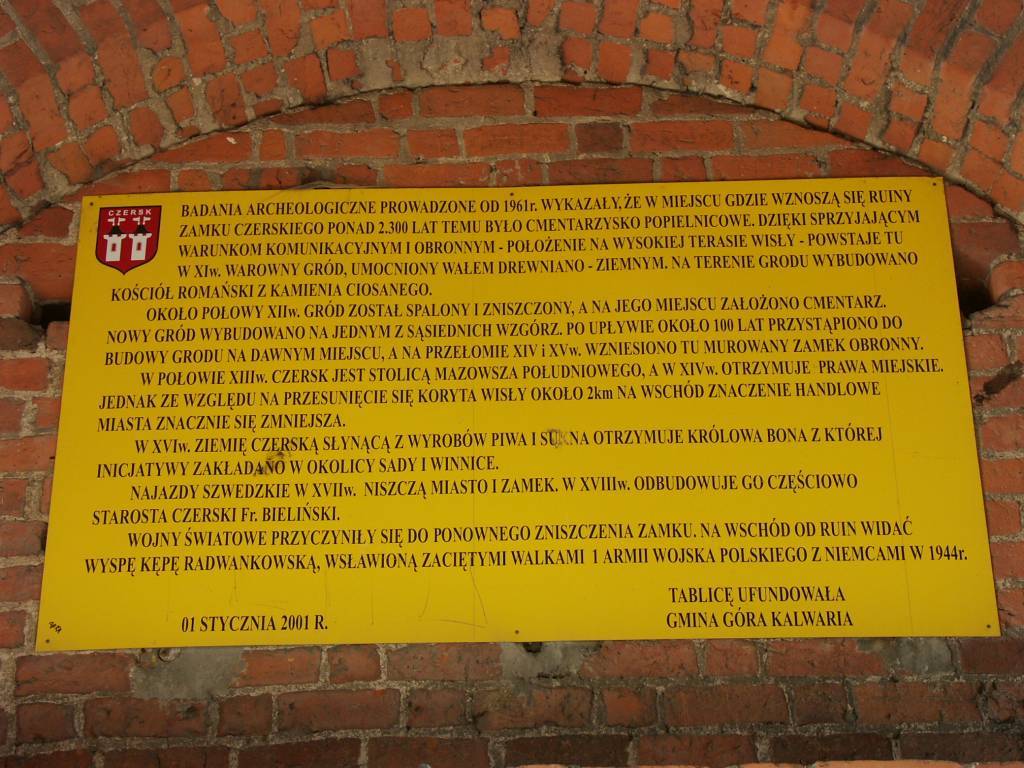 CZERSK
BADANIA ARCHEOLOGICZNE PROWADZONE OD 1961r. WYKAZAŁY, ŻE W MIEJSCU GDZIE WZNOSZĄ SIĘ RUINY
ZAMKU CZERSKIEGO PONAD 2.300 LAT TEMU BYŁO CMENTARZYSKO POPIELNICOWE. DZIĘKI SPRZYJAJĄCYM
WARUNKOM KOMUNIKACYJNYM I OBRONNYM - POŁOŻENIE NA WYSOKIEJ TERASIE WISŁY - POWSTAJE TU
W XIw. WAROWNY GRÓD, UMOCNIONY WAŁEM DREWNIANO - ZIEMNYM. NA TERENIE GRODU WYBUDOWANO
KOŚCIÓŁ ROMAŃSKI Z KAMIENIA CIOSANEGO.
OKOŁO POŁOWY XIIw. GRÓD ZOSTAŁ SPALONY I ZNISZCZONY, A NA JEGO MIEJSCU ZAŁOŻONO CMENTARZ.
NOWY GRÓD WYBUDOWANO NA JEDNYM Z SĄSIEDNICH WZGÓRZ. PO UPŁYWIE OKOŁO 100 LAT PRZYSTĄPIONO DO
BUDOWY GRODU NA DAWNYM MIEJSCU, A NA PRZEŁOMIE XIV i XVw. WZNIESIONO TU MUROWANY ZAMEK OBRONNY.
W POŁOWIE XIIIw. CZERSK JEST STOLICĄ MAZOWSZA POŁUDNIOWEGO, A W XIVw. OTRZYMUJE PRAWA MIEJSKIE.
JEDNAK ZE WZGLĘDU NA PRZESUNIĘCIE SIĘ KORYTA WISŁY OKOŁO 2km NA WSCHÓD ZNACZENIE HANDLOWE
MIASTA ZNACZNIE SIĘ ZMNIEJSZA.
W XVIw. ZIEMIĘ CZERSKĄ SŁYNĄCĄ Z WYROBÓW PIWA I SUKNA OTRZYMUJE KRÓLOWA BONA Z KTÓREJ
INICJATYWY ZAKŁADANO W OKOLICY SADY I WINNICE.
NAJAZDY SZWEDZKIE W XVIIw. NISZCZĄ MIASTO I ZAMEK. W XVIIIw. ODBUDOWUJE GO CZĘŚCIOWO
STAROSTA CZERSKI Fr. BIELIŃSKI.
WOJNY ŚWIATOWE PRZYCZYNIŁY SIĘ DO PONOWNEGO ZNISZCZENIA ZAMKU. NA WSCHÓD OD RUIN WIDAĆ
WYSPĘ KĘPĘ RADWANKOWSKĄ, WSŁAWIONĄ ZACIĘTYMI WALKAMI 1 ARMII WOJSKA POLSKIEGO Z NIEMCAMI W 1944r.
TABLICĘ UFUNDOWAŁA
01 STYCZNIA 2001 R. GMINA GÓRA KALWARIA